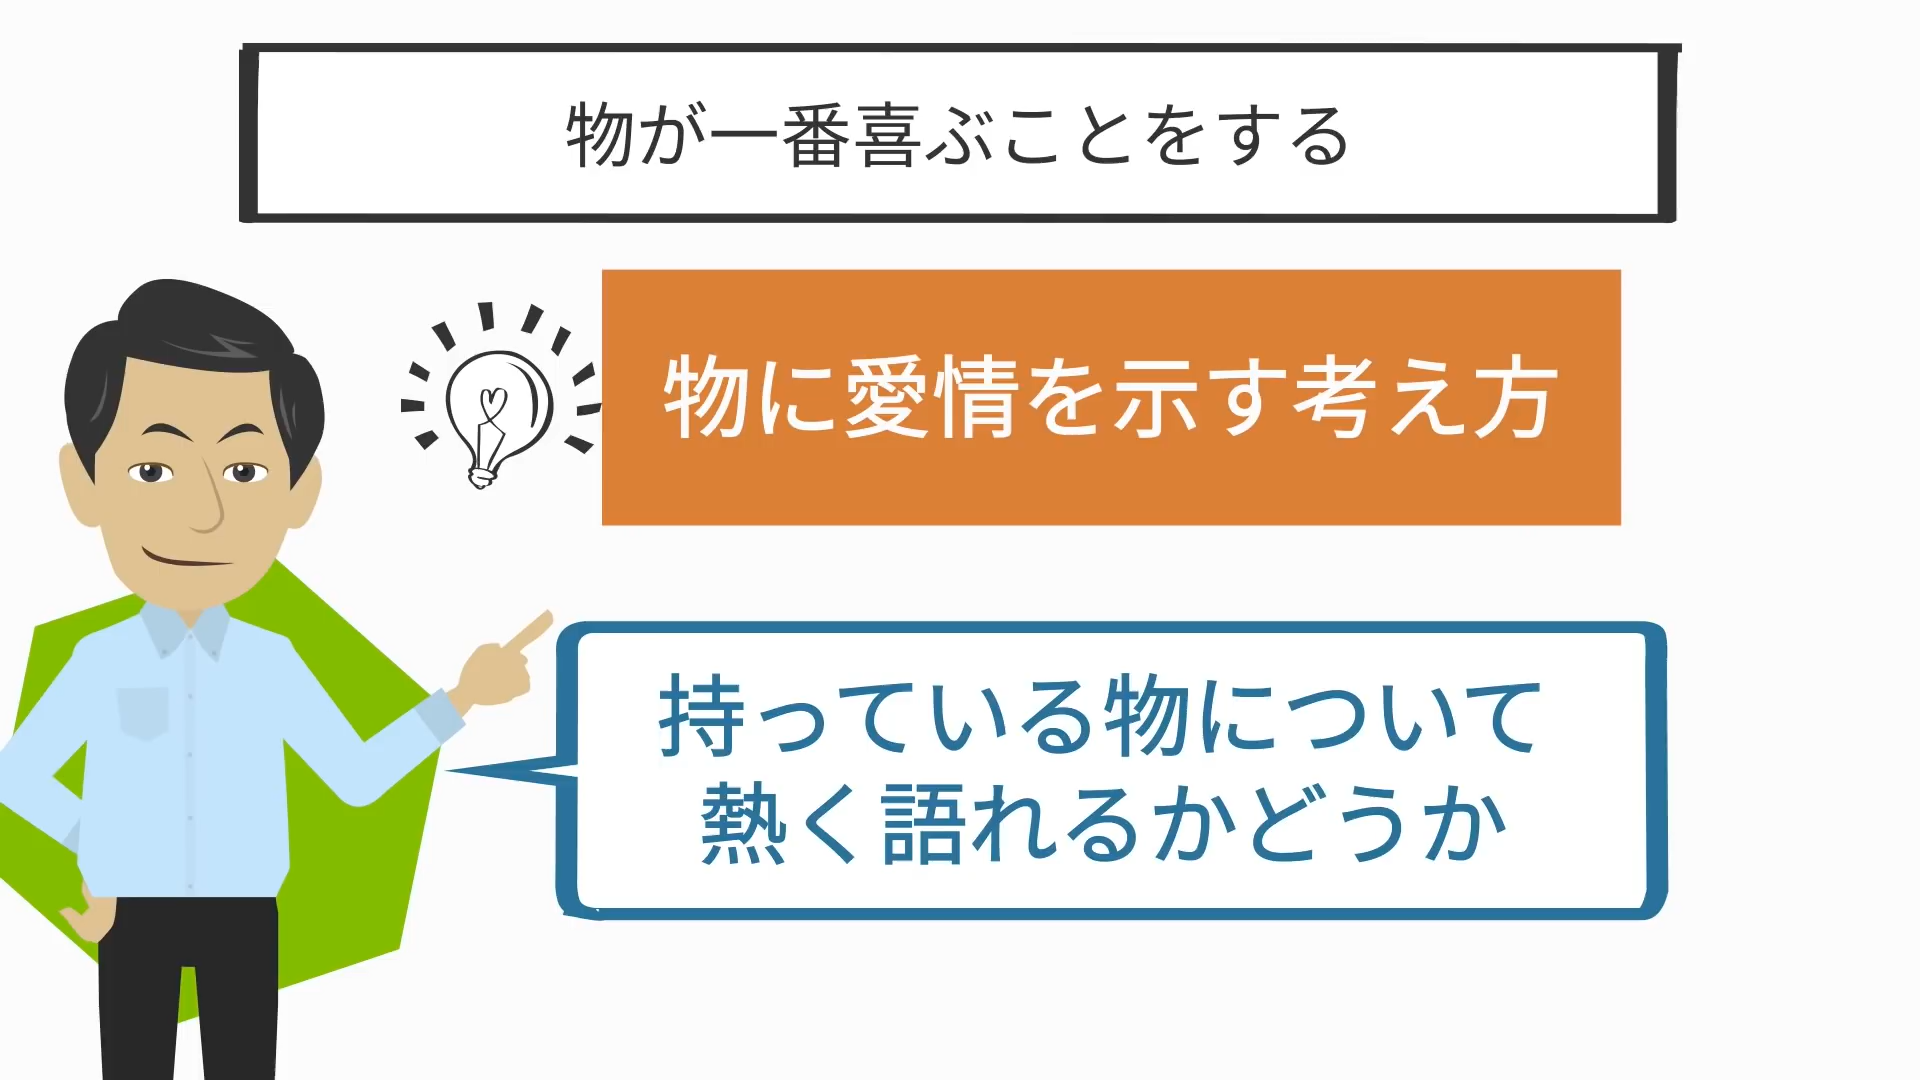 物が一番喜ぶことをする
物に愛情を示す考え方
持っている物について
熱く語れるかどうか